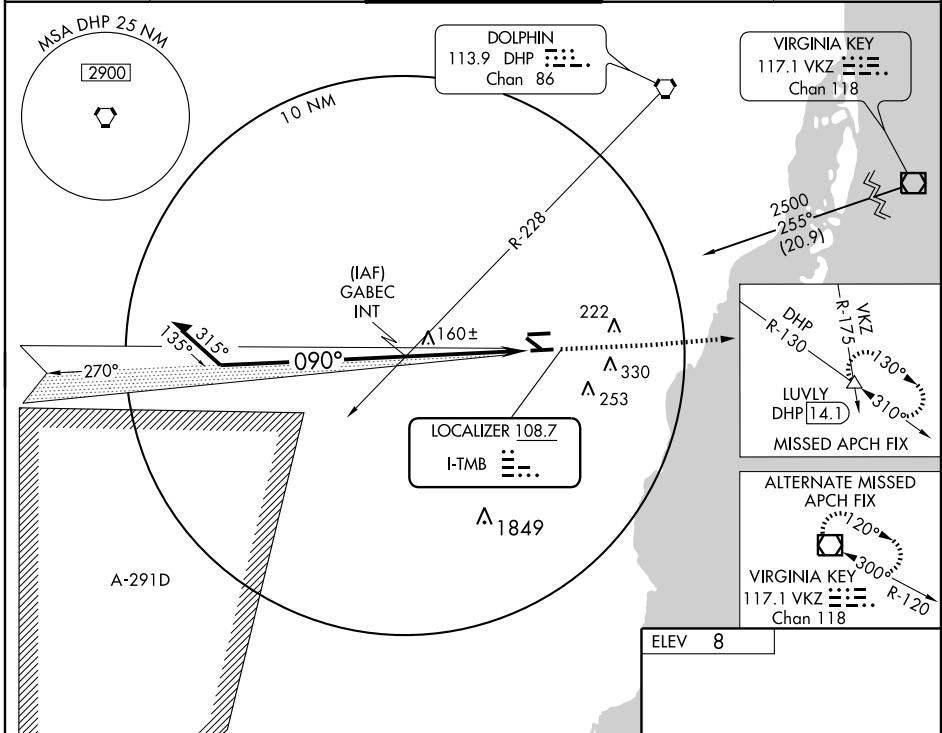 MSA DHP 25 NM
2900
10 NM
DOLPHIN
113.9 DHP
Chan 86
VIRGINIA KEY
117.1 VKZ
Chan 118
2500
255°
(20.9)
R-228
(IAF)
GABEC
INT
160±
222
330
253
315°
135°
090°
270°
LOCALIZER 108.7
I-TMB
1849
A-291D
DHP
R-130
VKZ
R-175
130°
310°
LUVLY
DHP 14.1
MISSED APCH FIX
ALTERNATE MISSED
APCH FIX
120°
300°
R-120
VIRGINIA KEY
117.1 VKZ
Chan 118
ELEV 8